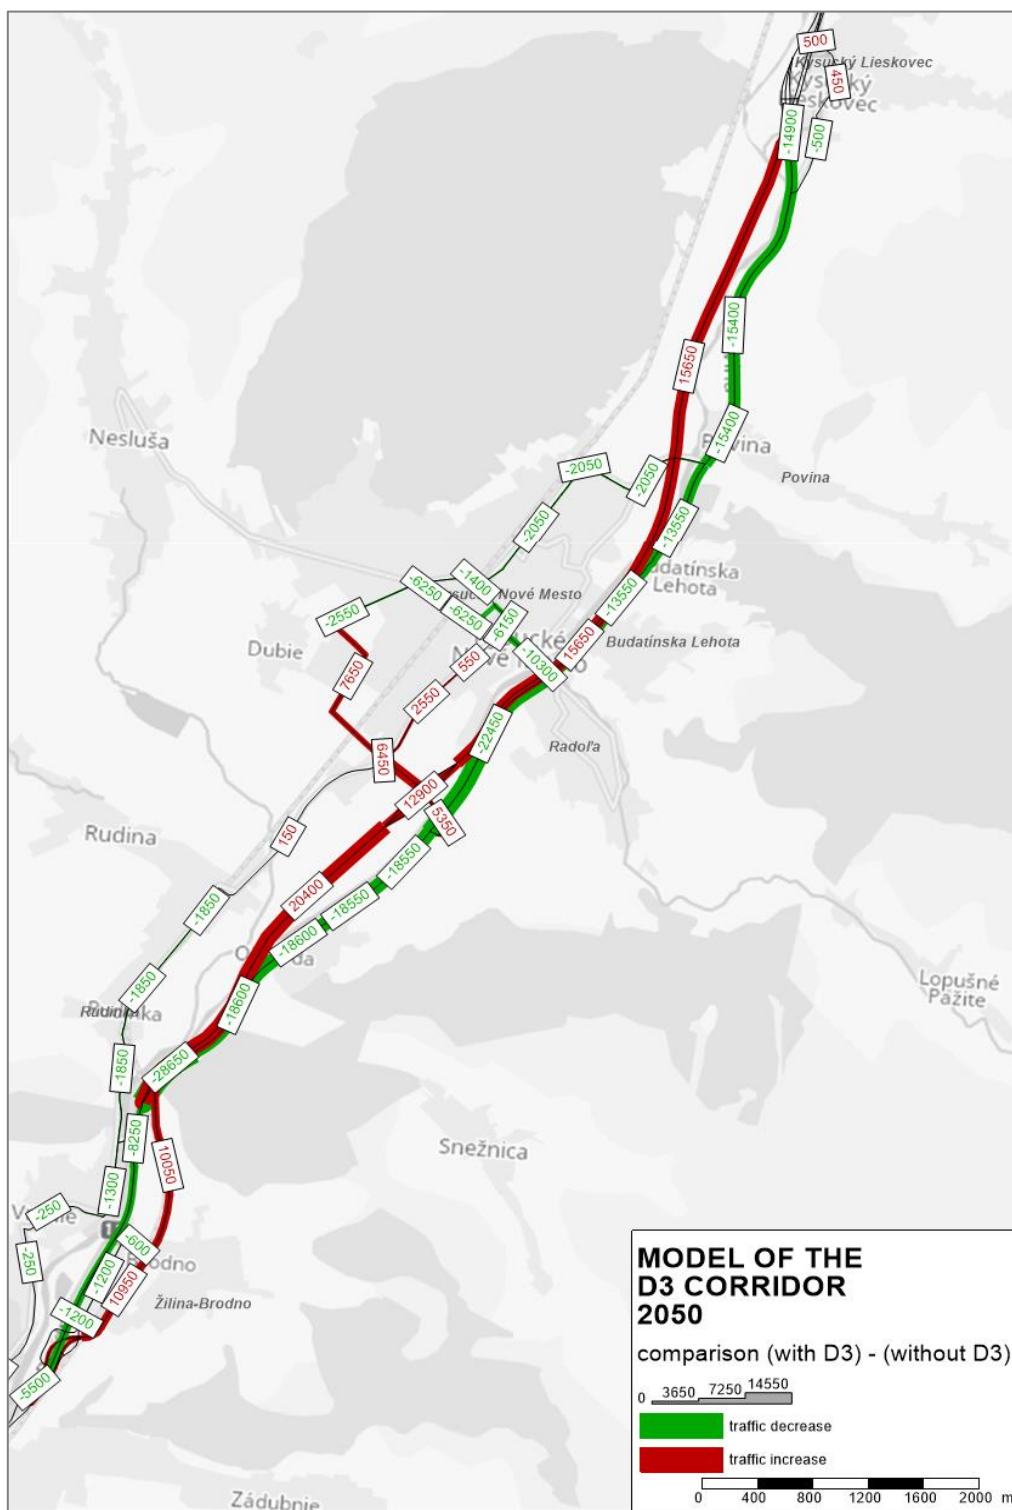 500
Kysucký Lieskovec
450
-14900
-500
-15400
15650
-15400
Nesluša
Povina
-2050
-2050
-2050
-13550
-1400
-6250
-6250
-6150
-13550
Lehota
-2550
Dubie
Budatínska Lehota
15650
-10300
550
7650
2550
-22450
Radoľa
6450
12900
5350
Rudina
150
-18550
20400
-18550
-1850
-18600
-1850
-18600
Lopušné
Pažite
-1850
-28650
-8250
Snežnica
10050
-1300
-250
-600
-250
-1200
10950
Žilina-Brodno
-1200
-5500
Zádubnie
MODEL OF THE
D3 CORRIDOR
2050
comparison (with D3) - (without D3)
0 3650 7250 14550
traffic decrease
traffic increase
0 400 800 1200 1600 2000 m